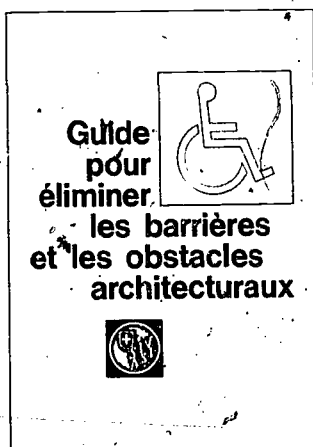 Guide
pour
éliminer
les barrières
et les obstacles
architecturaux